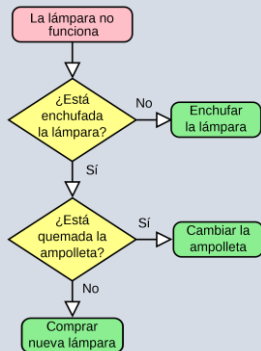 La lámpara no
funciona
¿Está
enchufada
la lámpara?
No
Enchufar
la lámpara
Sí
¿Está
quemada la
ampolleta?
Sí
Cambiar la
ampolleta
No
Comprar
nueva lámpara